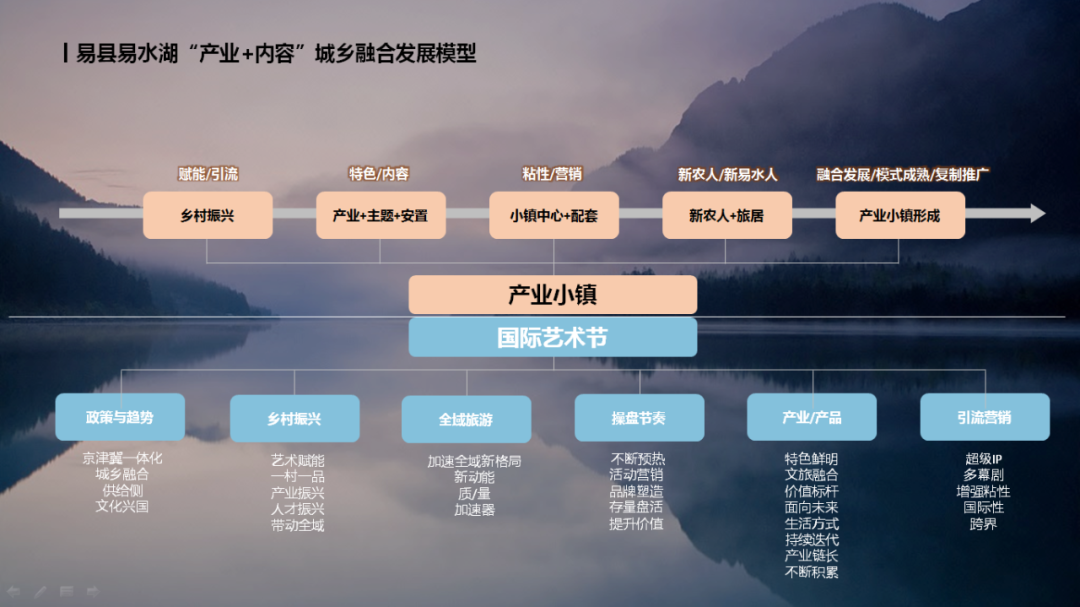 丨易县易水湖“产业+内容”城乡融合发展模型
赋能/引流
特色/内容
粘性/营销
新农人/新易水人
融合发展/模式成熟/复制推广
乡村振兴
产业+主题+安置
小镇中心+配套
新农人+旅居
产业小镇形成
产业小镇
国际艺术节
政策与趋势
京津冀一体化
城乡融合
供给侧
文化兴国
乡村振兴
艺术赋能
一村一品
产业振兴
人才振兴
带动全域
全域旅游
加速全域新格局
新动能
质/量
加速器
操盘节奏
不断预热
活动营销
品牌塑造
存量盘活
提升价值
产业/产品
特色鲜明
文旅融合
价值标杆
面向未来
生活方式
持续迭代
产业链长
不断积累
引流营销
超级IP
多幕剧
增强粘性
国际性
跨界